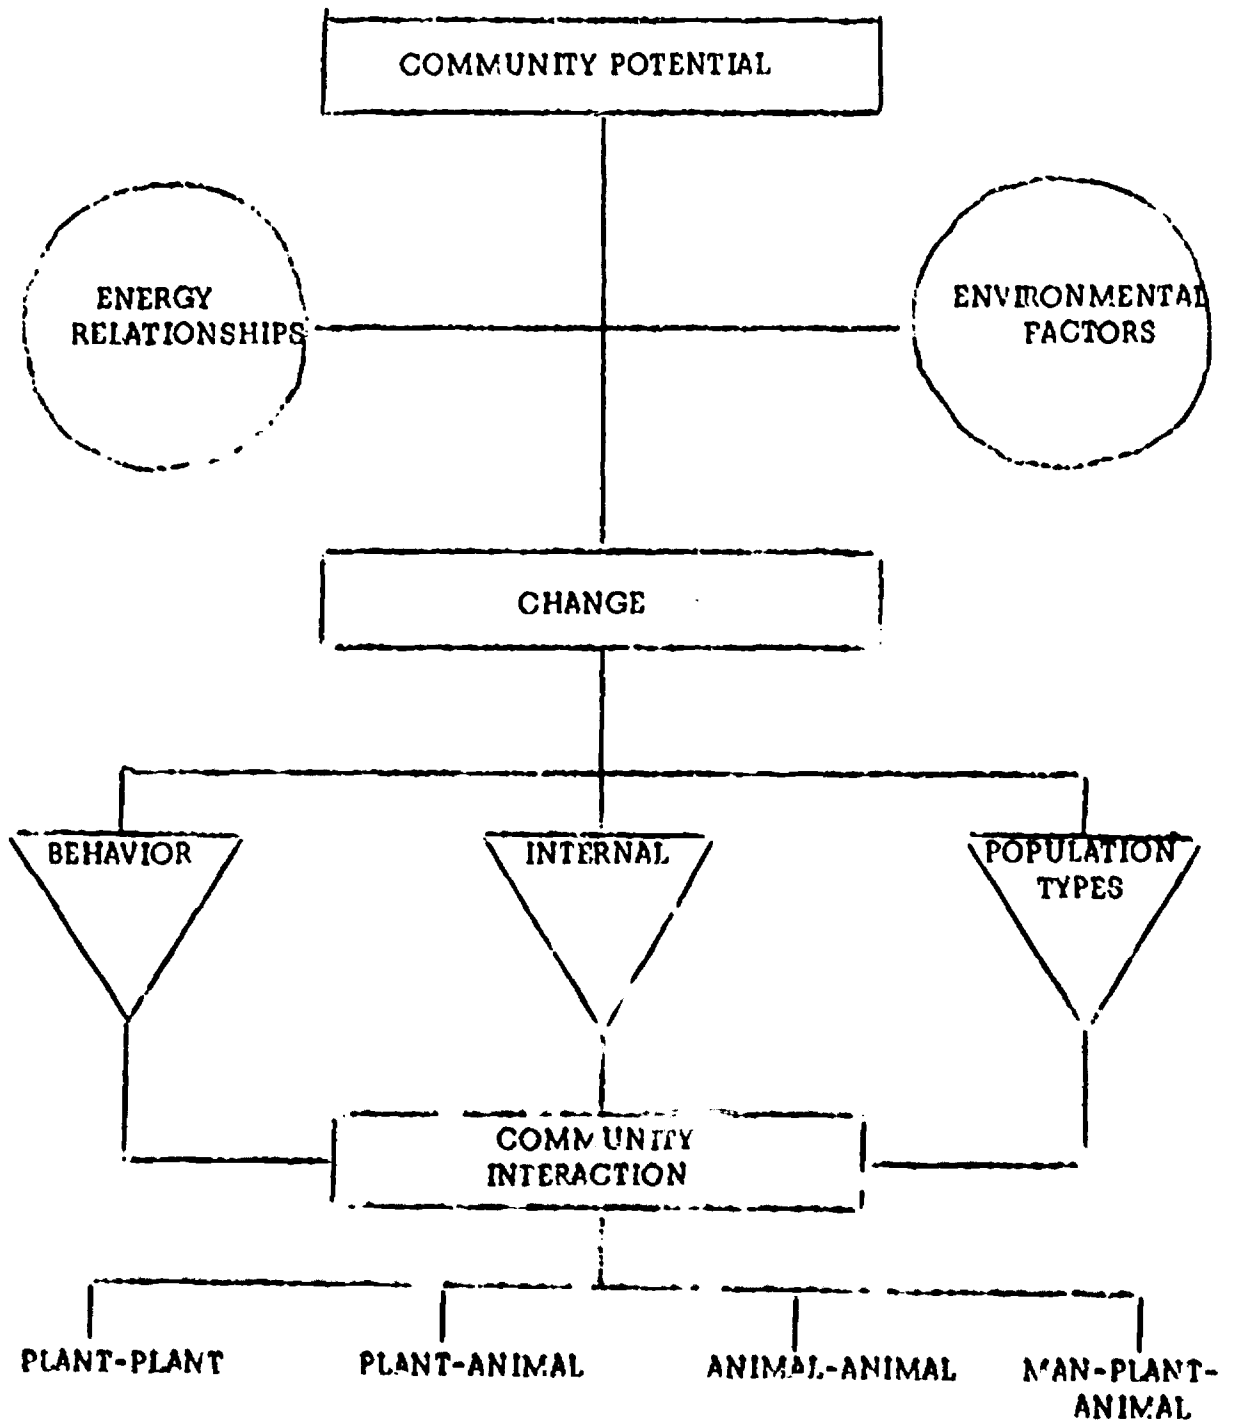 COMMUNITY POTENTIAL
ENERGY
RELATIONSHIPS
ENVIRONMENTAL
FACTORS
CHANGE
BEHAVIOR
INTERNAL
POPULATION
TYPES
COMMUNITY
INTERACTION
PLANT-PLANT
PLANT-ANIMAL
ANIMAL-ANIMAL
MAN-PLANT-
ANIMAL